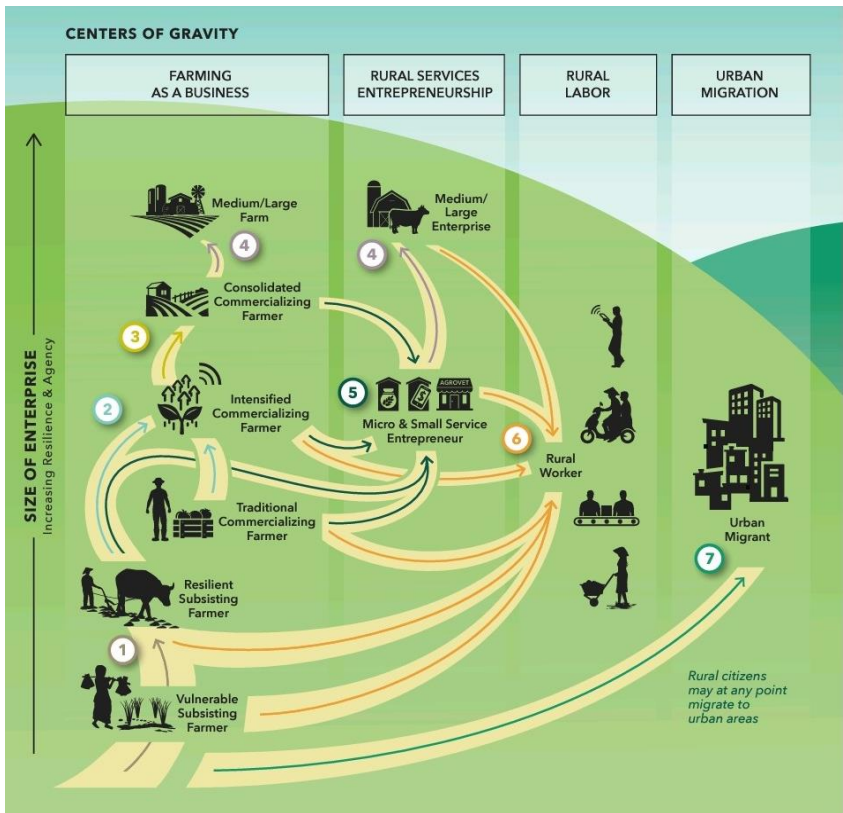 CENTERS OF GRAVITY
FARMING
AS A BUSINESS
RURAL SERVICES
ENTREPRENEURSHIP
RURAL
LABOR
URBAN
MIGRATION
SIZE OF ENTERPRISE
Increasing Resilience & Agency
Medium/Large
Farm
4
Medium/
Large
Enterprise
4
Consolidated
Commercializing
Farmer
3
2
Intensified
Commercializing
Farmer
5
AGROVET
$
Micro & Small Service
Entrepreneur
6
Rural
Worker
Traditional
Commercializing
Farmer
Urban
Migrant
7
Resilient
Subsisting
Farmer
1
Vulnerable
Subsisting
Farmer
Rural citizens
may at any point
migrate to
urban areas